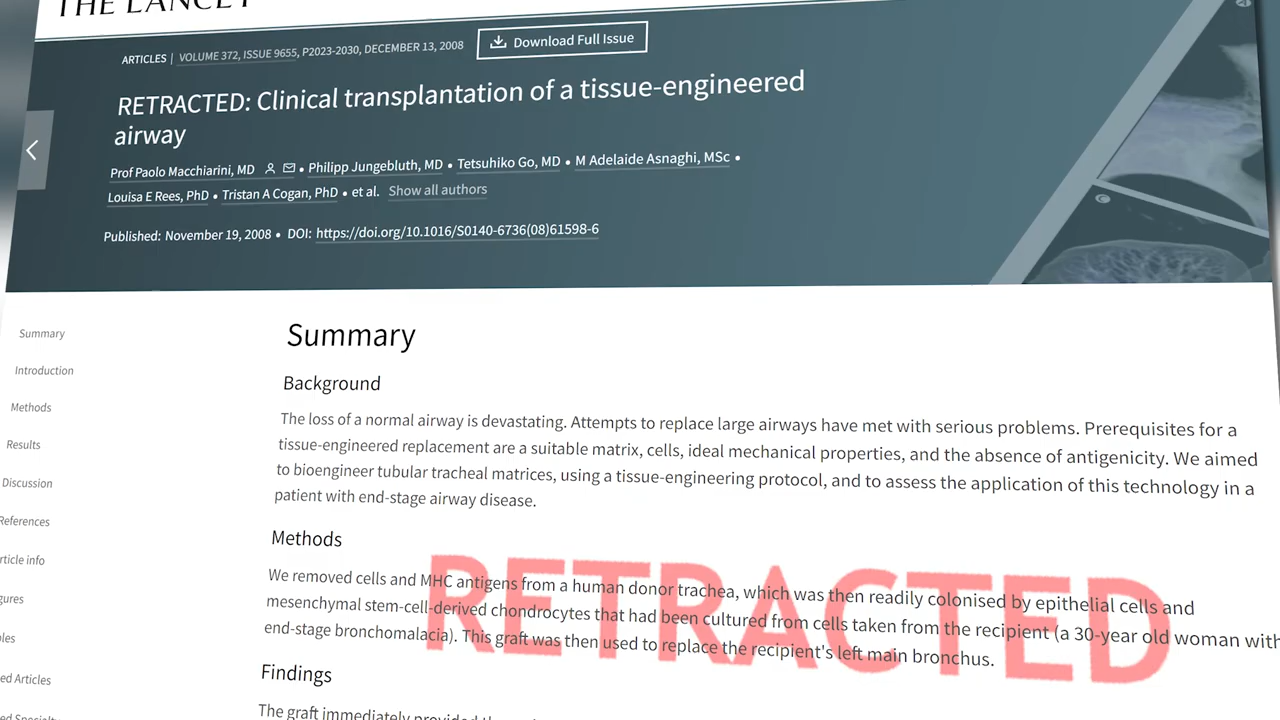 THE LANCET
ARTICLES | VOLUME 372, ISSUE 9655, P2023-2030, DECEMBER 13, 2008 Download Full Issue
RETRACTED: Clinical transplantation of a tissue-engineered
airway
Prof Paolo Macchiarini, MD • Philipp Jungebluth, MD • Tetsuhiko Go, MD • M Adelaide Asnaghi, MSc •
Louisa E Rees, PhD • Tristan A Cogan, PhD • et al. Show all authors
Published: November 19, 2008 • DOI: https://doi.org/10.1016/S0140-6736(08)61598-6
C
Summary
Introduction
Methods
Results
Discussion
References
rticle info
gures
les
ed Articles
Summary
Background
The loss of a normal airway is devastating. Attempts to replace large airways have met with serious problems. Prerequisites for a
tissue-engineered replacement are a suitable matrix, cells, ideal mechanical properties, and the absence of antigenicity. We aimed
to bioengineer tubular tracheal matrices, using a tissue-engineering protocol, and to assess the application of this technology in a
patient with end-stage airway disease.
Methods
We removed cells and MHC antigens from a human donor trachea, which was then readily colonised by epithelial cells and
mesenchymal stem-cell-derived chondrocytes that had been cultured from cells taken from the recipient (a 30-year old woman with
end-stage bronchomalacia). This graft was then used to replace the recipient's left main bronchus.
RETRACTED
Findings
The graft immediately provided